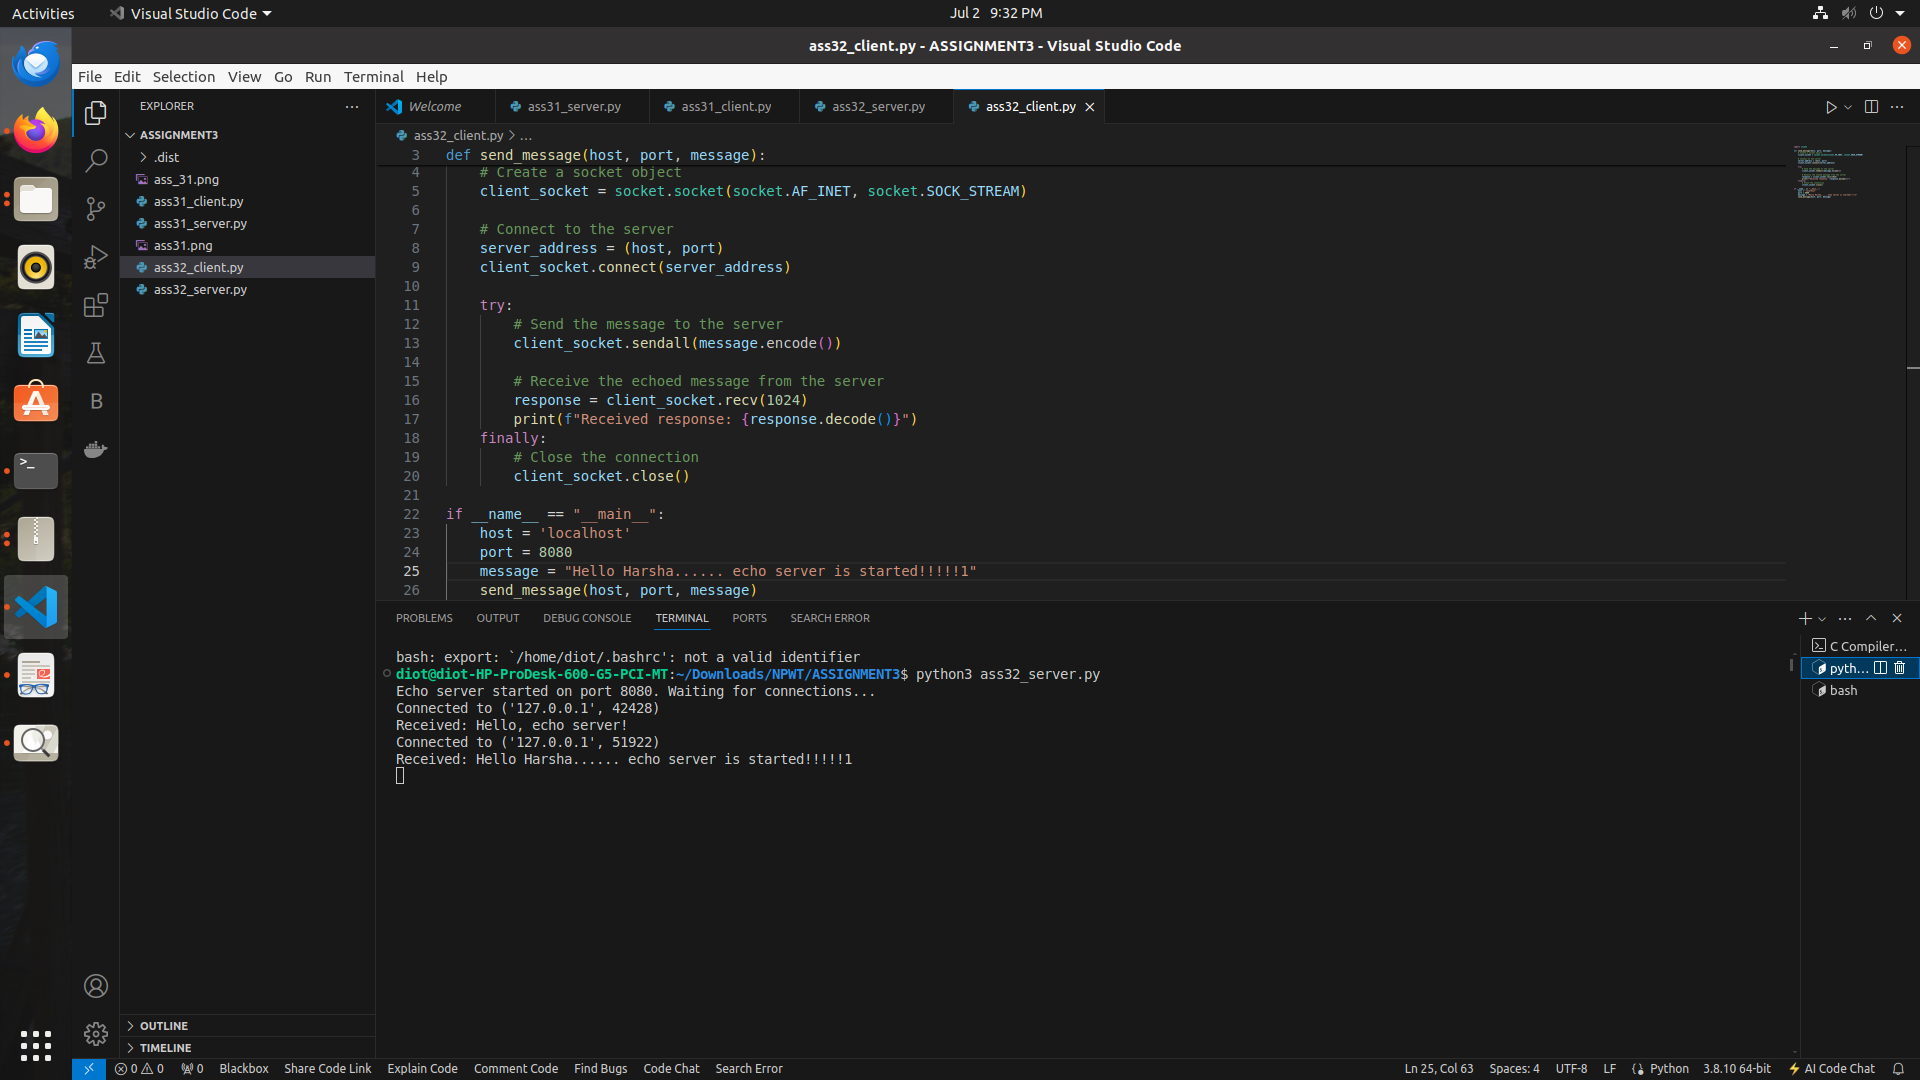 Activities
Visual Studio Code
Jul 2 9:32 PM
ass32_client.py - ASSIGNMENT3 - Visual Studio Code
File Edit Selection View Go Run Terminal Help
EXPLORER
ASSIGNMENT3
.dist
ass_31.png
ass31_client.py
ass31_server.py
ass31.png
ass32_client.py
ass32_server.py
OUTLINE
TIMELINE
Welcome
ass31_server.py
ass31_client.py
ass32_server.py
ass32_client.py
ass32_client.py > ...
3 def send_message(host, port, message):
4 # Create a socket object
5 client_socket = socket.socket(socket.AF_INET, socket.SOCK_STREAM)
6
7 # Connect to the server
8 server_address = (host, port)
9 client_socket.connect(server_address)
10
11 try:
12 # Send the message to the server
13 client_socket.sendall(message.encode())
14
15 # Receive the echoed message from the server
16 response = client_socket.recv(1024)
17 print(f"Received response: {response.decode()}")
18 finally:
19 # Close the connection
20 client_socket.close()
21
22 if __name__ == "__main__":
23 host = 'localhost'
24 port = 8080
25 message = "Hello Harsha...... echo server is started!!!!!1"
26 send_message(host, port, message)
PROBLEMS OUTPUT DEBUG CONSOLE TERMINAL PORTS SEARCH ERROR
bash: export: `/home/diot/.bashrc': not a valid identifier
diot@diot-HP-ProDesk-600-G5-PCI-MT:~/Downloads/NPWT/ASSIGNMENT3$ python3 ass32_server.py
Echo server started on port 8080. Waiting for connections...
Connected to ('127.0.0.1', 42428)
Received: Hello, echo server!
Connected to ('127.0.0.1', 51922)
Received: Hello Harsha...... echo server is started!!!!!1
C Compiler...
pyth...
bash
0 0 0 Blackbox Share Code Link Explain Code Comment Code Find Bugs Code Chat Search Error
Ln 25, Col 63 Spaces: 4 UTF-8 LF Python 3.8.10 64-bit AI Code Chat